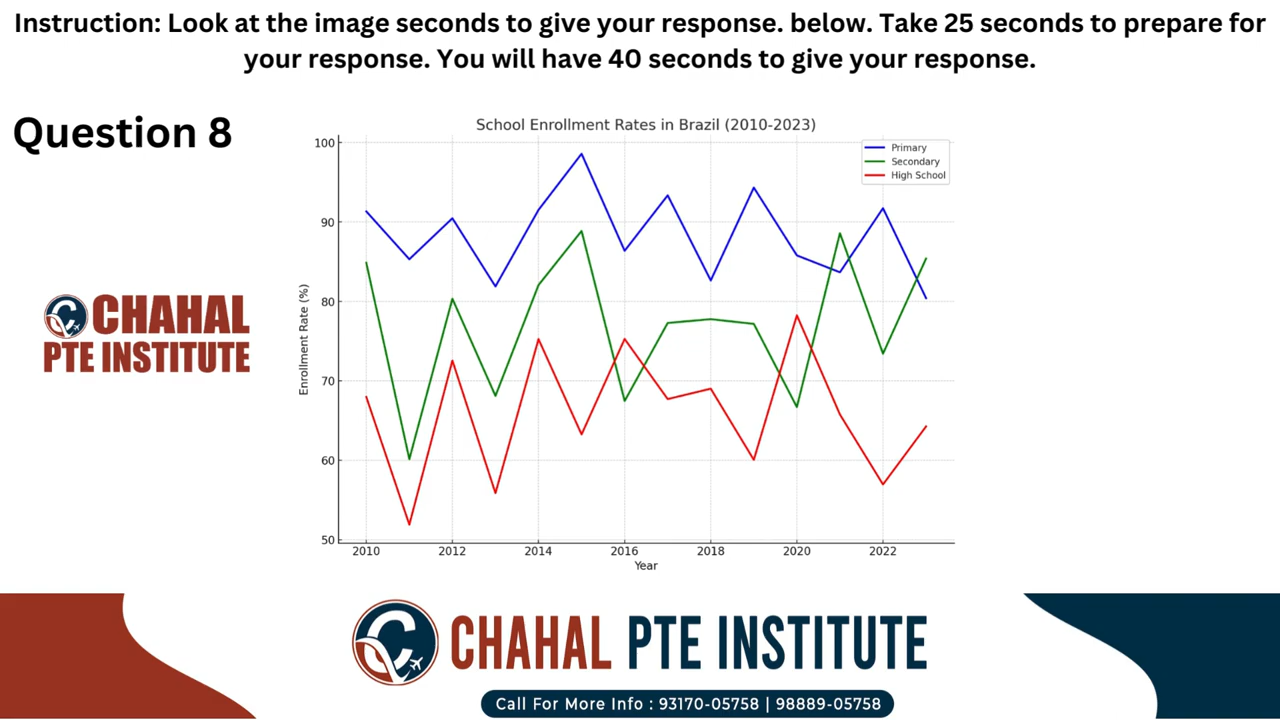 Instruction: Look at the image seconds to give your response. below. Take 25 seconds to prepare for
your response. You will have 40 seconds to give your response.
Question 8
School Enrollment Rates in Brazil (2010-2023)
Primary
Secondary
High School
100
90
80
70
60
50
Enrollment Rate (%)
2010 2012 2014 2016 2018 2020 2022
Year
CHAHAL
PTE INSTITUTE
CHAHAL PTE INSTITUTE
Call For More Info : 93170-05758 | 98889-05758